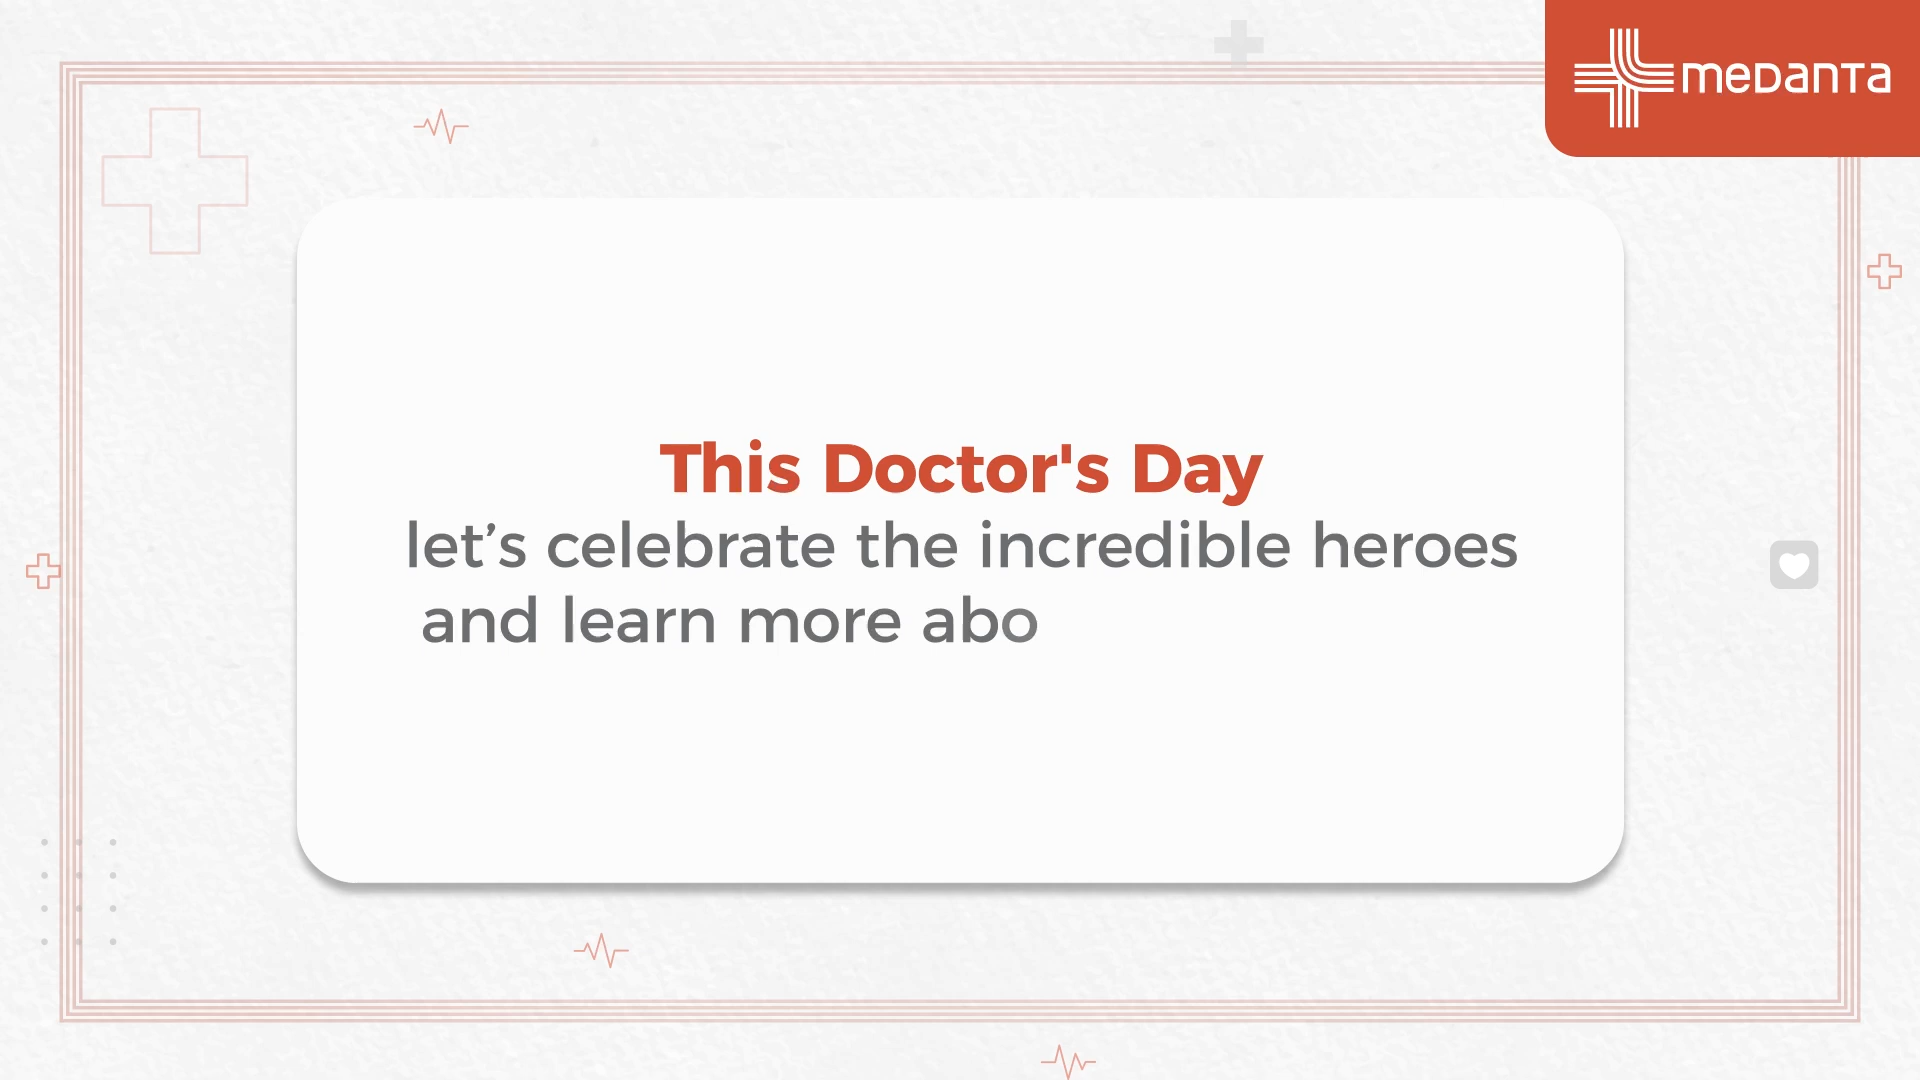 medanta
This Doctor's Day
let’s celebrate the incredible heroes
and learn more abo